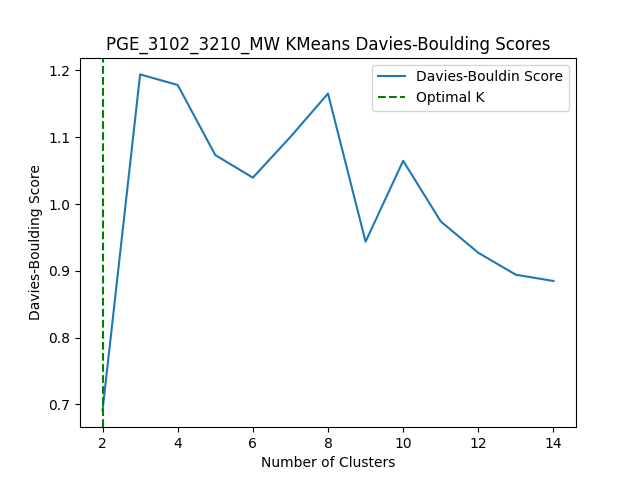 PGE_3102_3210_MW KMeans Davies-Boulding Scores
Davies-Bouldin Score
Optimal K
Davies-Boulding Score
1.2
1.1
1.0
0.9
0.8
0.7
2 4 6 8 10 12 14
Number of Clusters